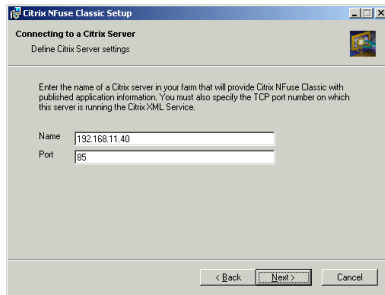 Citrix NFuse Classic Setup
Connecting to a Citrix Server
Define Citrix Server settings
Enter the name of a Citrix server in your farm that will provide Citrix NFuse Classic with
published application information. You must also specify the TCP port number on which
this server is running the Citrix XML Service.
Name 192.168.11.40
Port 85
< Back Next > Cancel